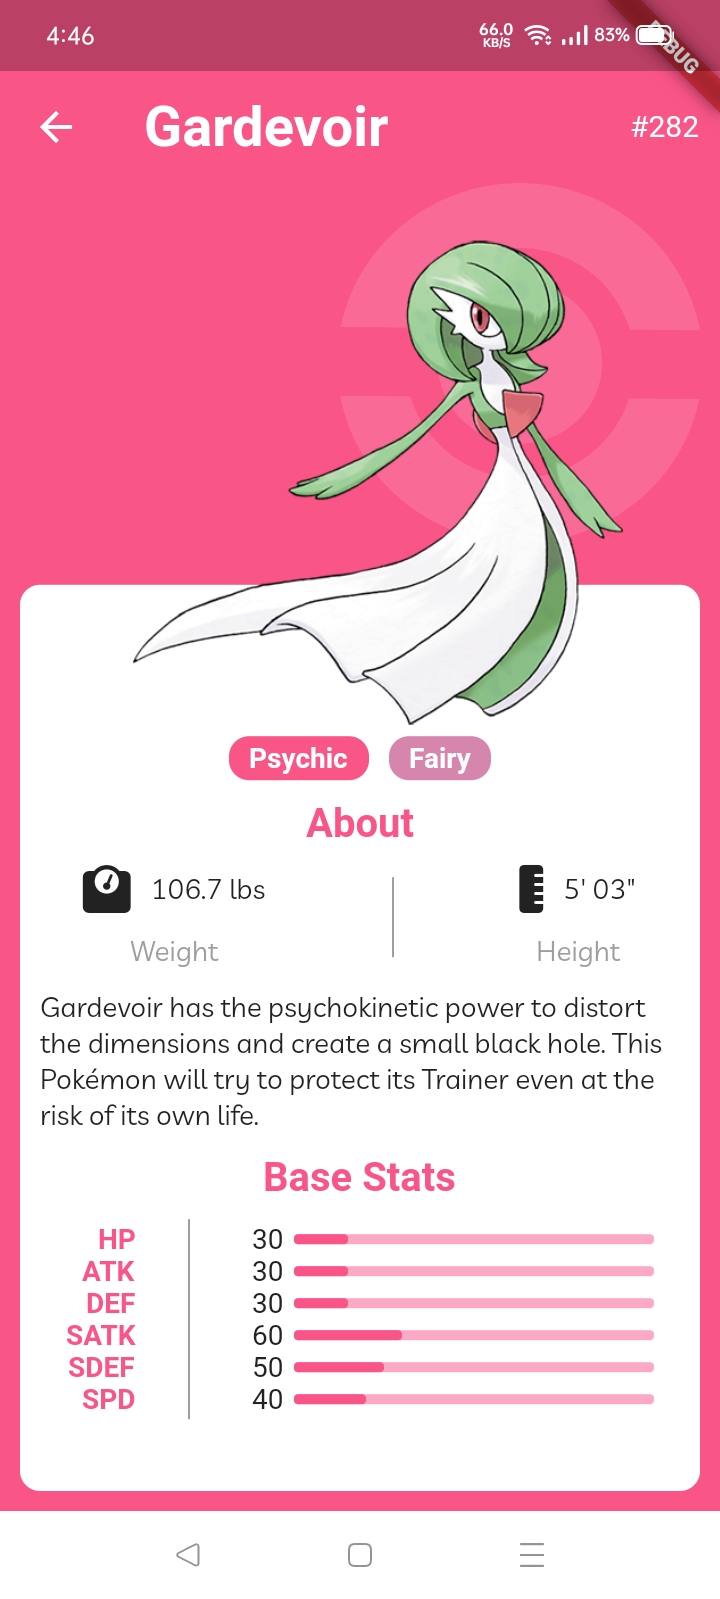 4:46
66.0
KB/S
83%
Gardevoir
#282
Psychic Fairy
About
106.7 lbs
5' 03"
Weight
Height
Gardevoir has the psychokinetic power to distort
the dimensions and create a small black hole. This
Pokémon will try to protect its Trainer even at the
risk of its own life.
Base Stats
HP 30
ATK 30
DEF 30
SATK 60
SDEF 50
SPD 40